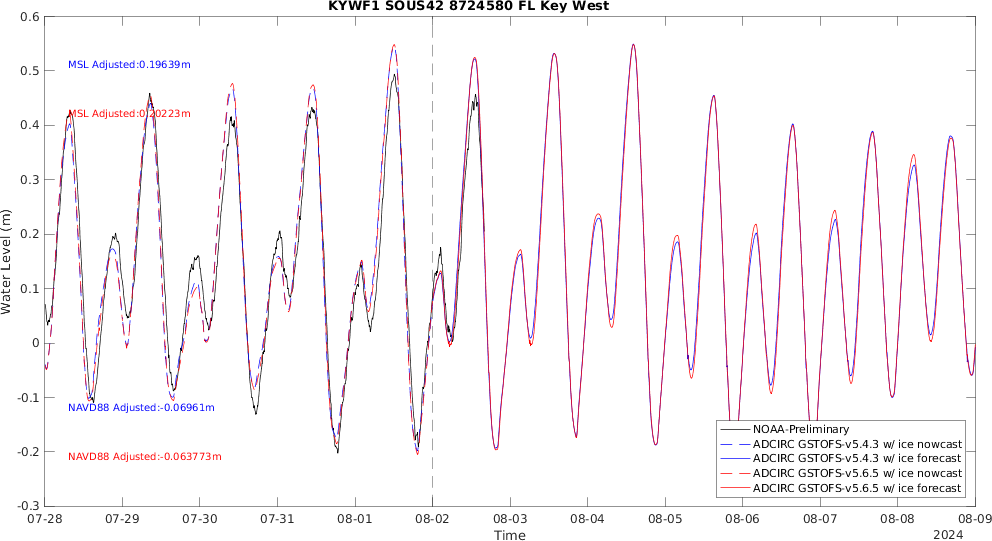 KYWF1 SOUS42 8724580 FL Key West
0.6
0.5
0.4
0.3
0.2
0.1
0
-0.1
-0.2
-0.3
Water Level (m)
MSL Adjusted:0.19639m
MSL Adjusted:0.20223m
NAVD88 Adjusted:-0.06961m
NAVD88 Adjusted:-0.063773m
NOAA-Preliminary
ADCIRC GSTOFS-v5.4.3 w/ ice nowcast
ADCIRC GSTOFS-v5.4.3 w/ ice forecast
ADCIRC GSTOFS-v5.6.5 w/ ice nowcast
ADCIRC GSTOFS-v5.6.5 w/ ice forecast
07-28 07-29 07-30 07-31 08-01 08-02 08-03 08-04 08-05 08-06 08-07 08-08 08-09
Time
2024